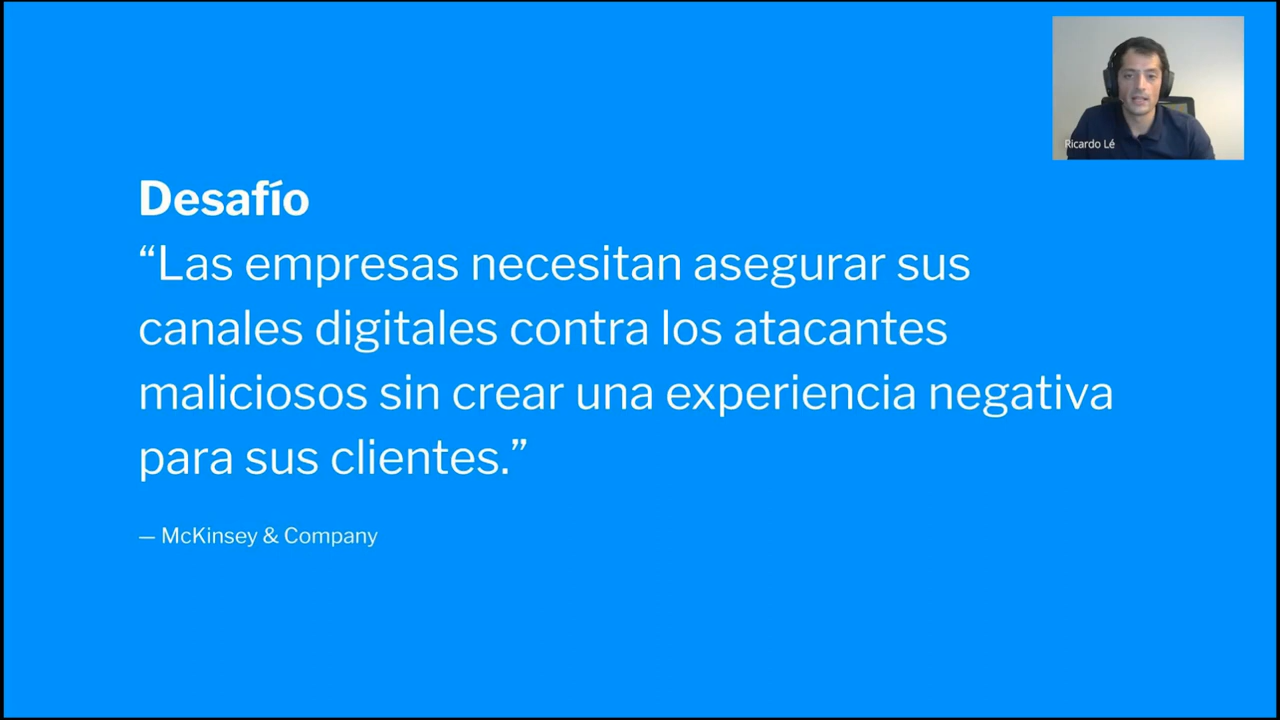 Ricardo Lé
Desafío
“Las empresas necesitan asegurar sus
canales digitales contra los atacantes
maliciosos sin crear una experiencia negativa
para sus clientes.”
— McKinsey & Company